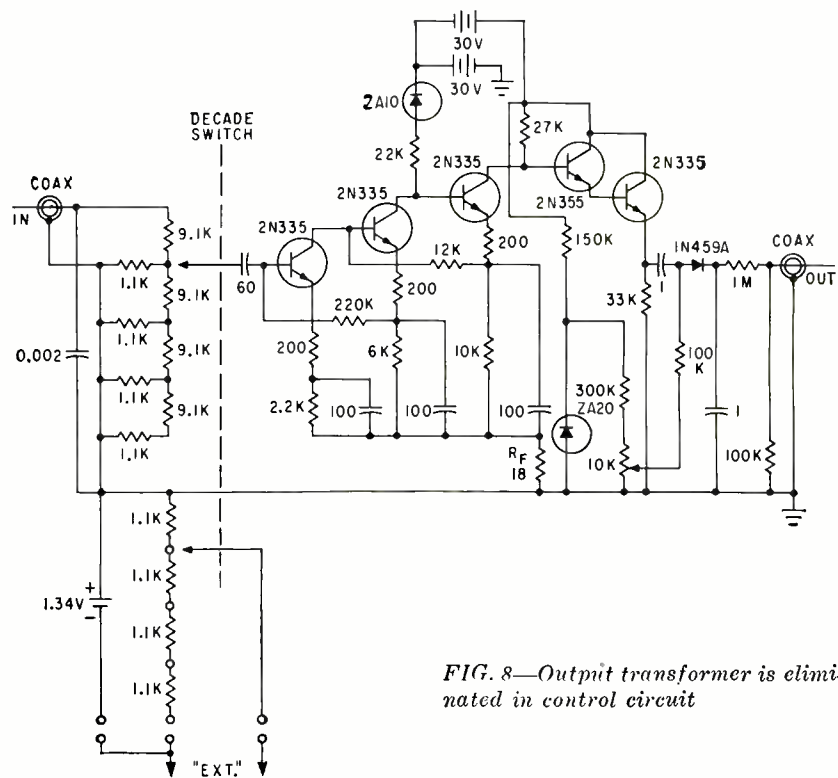 30V
30V
ZA10
DECADE
SWITCH
27K
22K
2N335
COAX
2N335
2N335
2N355
IN
2N335
150K
1N459A
COAX
9.1K
200
12K
OUT
1.1K
60
1
1M
9.1K
33K
220K
200
0.002
1.1K
200
6K
10K
300K
100
K
9.1K
ZA20
1.1K
2.2K
100
100
100
1
9.1K
RF
18
10K
100K
1.1K
1.1K
1.34V
+
-
1.1K
1.1K
1.1K
"EXT."
FIG. 8—Output transformer is elimi-
nated in control circuit